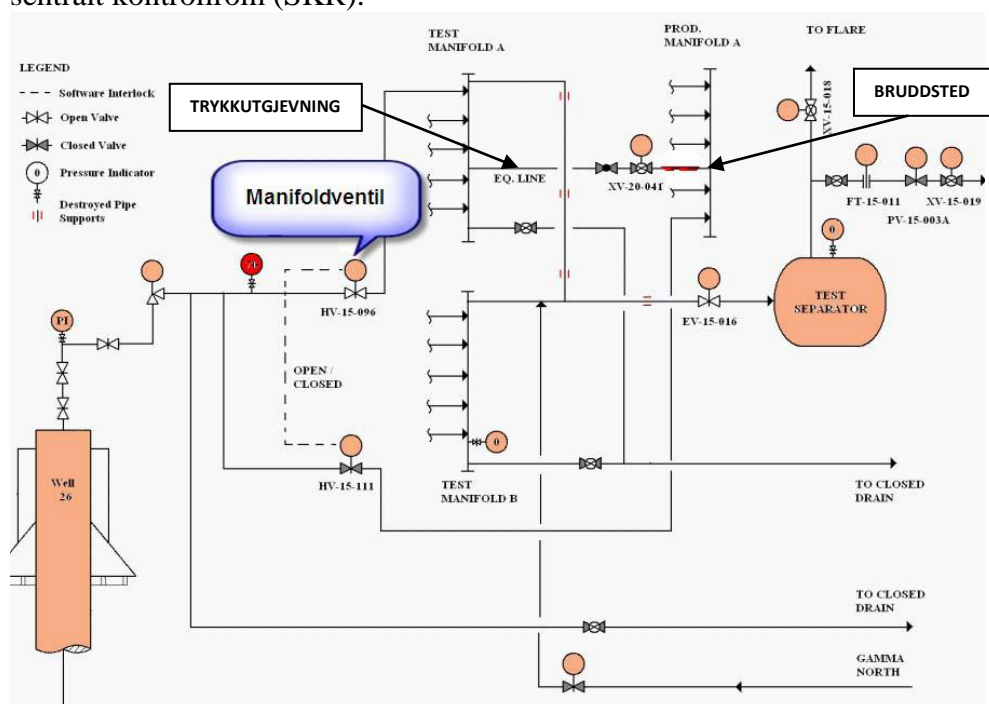 sentralt kontrollrom (SKR).
TEST
MANIFOLD A
PROD.
MANIFOLD A
TO FLARE
LEGEND
Software Interlock
Open Valve
Closed Valve
0
Pressure Indicator
Destroyed Pipe
Supports
TRYKKUTGJEVNING
BRUDDSTED
XV-15-018
EQ. LINE
XV-20-041
FT-15-011
XV-15-019
PV-15-003A
Manifoldventil
HV-15-096
0
TEST
SEPARATOR
EV-15-016
PI
OPEN /
CLOSED
0
HV-15-111
TEST
MANIFOLD B
TO CLOSED
DRAIN
Well
26
TO CLOSED
DRAIN
GAMMA
NORTH